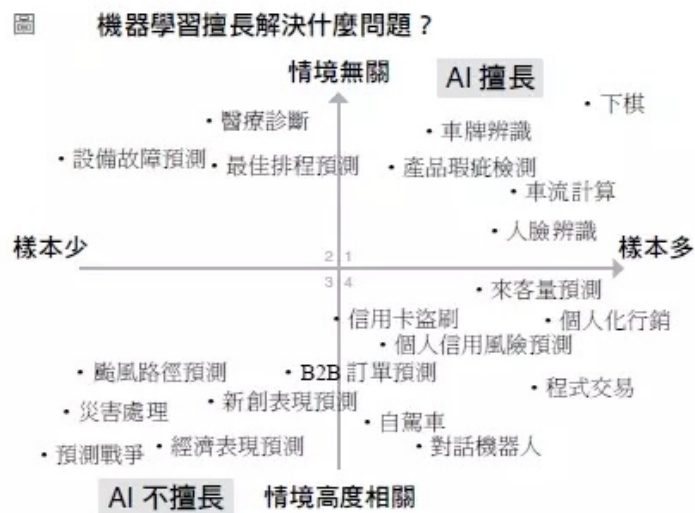 圖 機器學習擅長解決什麼問題？
情境無關
AI 擅長
•下棋
•醫療診斷
•車牌辨識
•設備故障預測
•最佳排程預測
•產品瑕疵檢測
•車流計算
•人臉辨識
樣本少
樣本多
2 1
3 4
•來客量預測
•信用卡盜刷
•個人化行銷
•個人信用風險預測
•颱風路徑預測
•B2B 訂單預測
•程式交易
•災害處理
•新創表現預測
•自駕車
•預測戰爭
•經濟表現預測
•對話機器人
AI 不擅長
情境高度相關